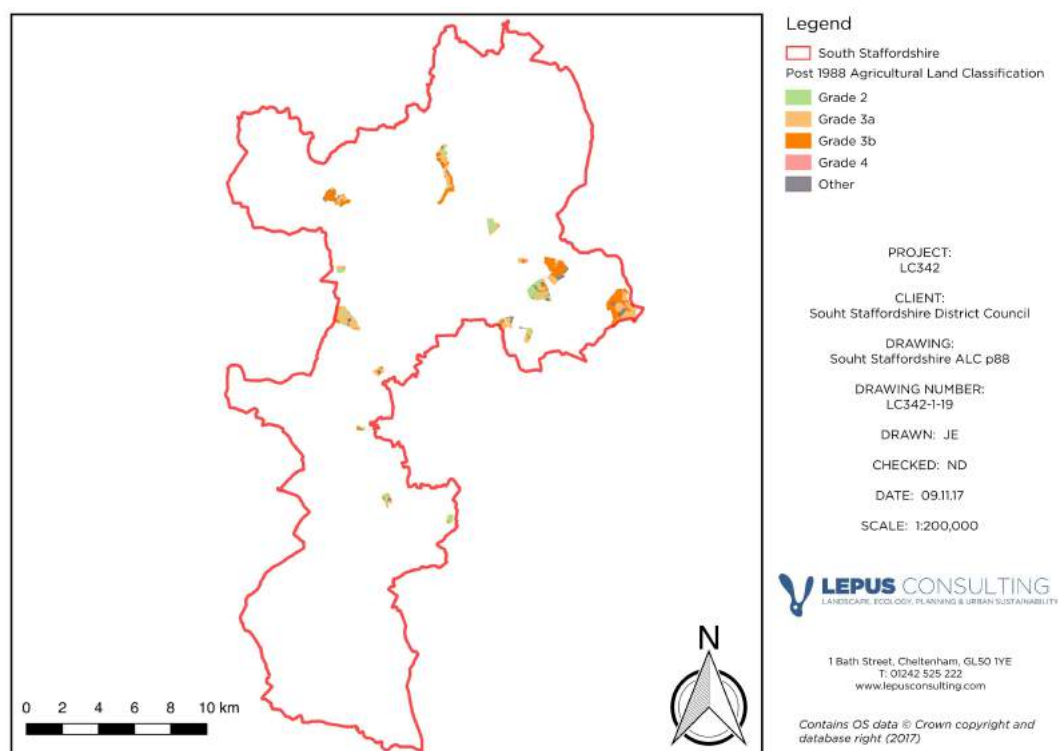 Legend
South Staffordshire
Post 1988 Agricultural Land Classification
Grade 2
Grade 3a
Grade 3b
Grade 4
Other
PROJECT:
LC342
CLIENT:
Souht Staffordshire District Council
DRAWING:
Souht Staffordshire ALC p88
DRAWING NUMBER:
LC342-1-19
DRAWN: JE
CHECKED: ND
DATE: 09.11.17
SCALE: 1:200,000
LEPUS CONSULTING
LANDSCAPE, ECOLOGY, PLANNING & URBAN SUSTAINABILITY
1 Bath Street, Cheltenham, GL50 1YE
T: 01242 525 222
www.lepusconsulting.com
Contains OS data © Crown copyright and
database right (2017)
N
0 2 4 6 8 10 km